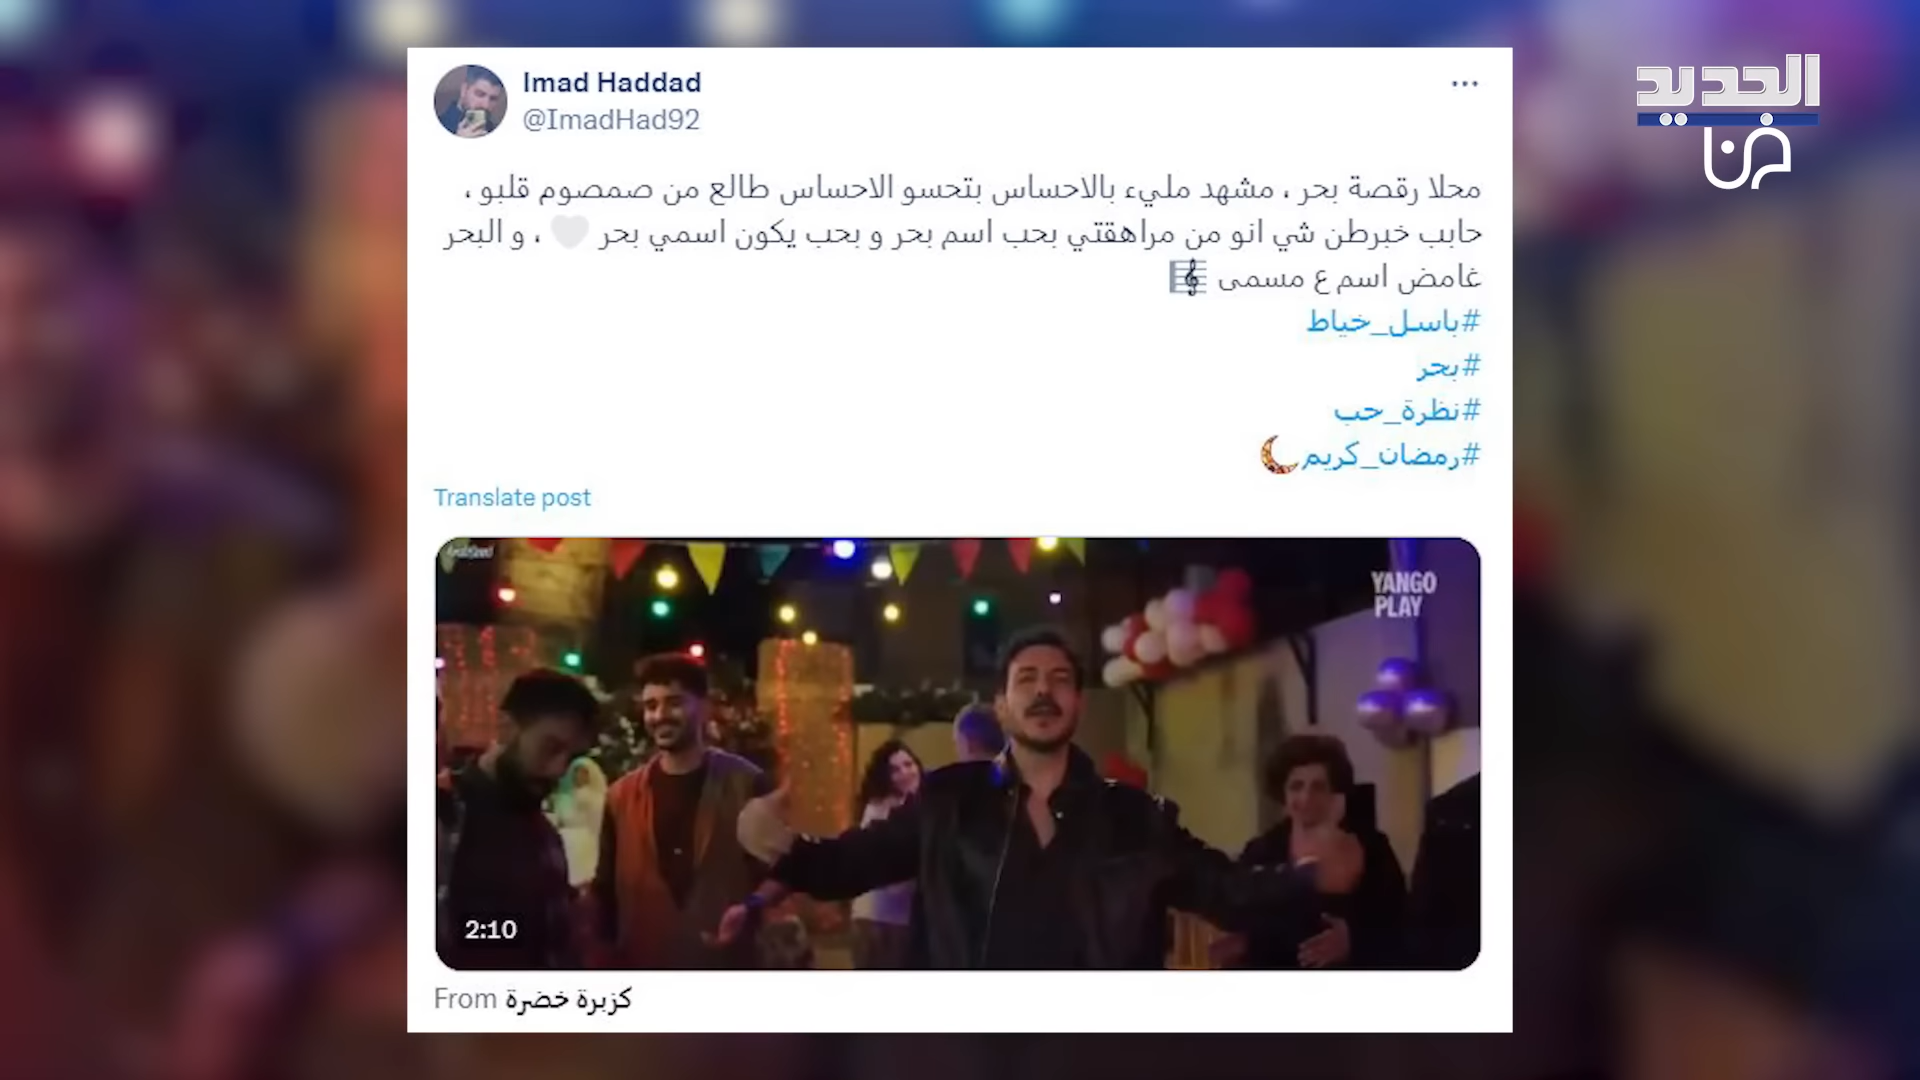 Imad Haddad
@ImadHad92
الجديد
فن
محلا رقصة بحر ، مشهد مليء بالاحساس بتحسو الاحساس طالع من صمصوم قلبو ،
حابب خبرطن شي انو من مراهقتي بحب اسم بحر و بحب يكون اسمي بحر 🤍 ، و البحر
غامض اسم ع مسمى 🎼
#باسل_خياط
#بحر
#نظرة_حب
#رمضان_كريم
Translate post
YANGO
PLAY
2:10
From كزبرة خضرة